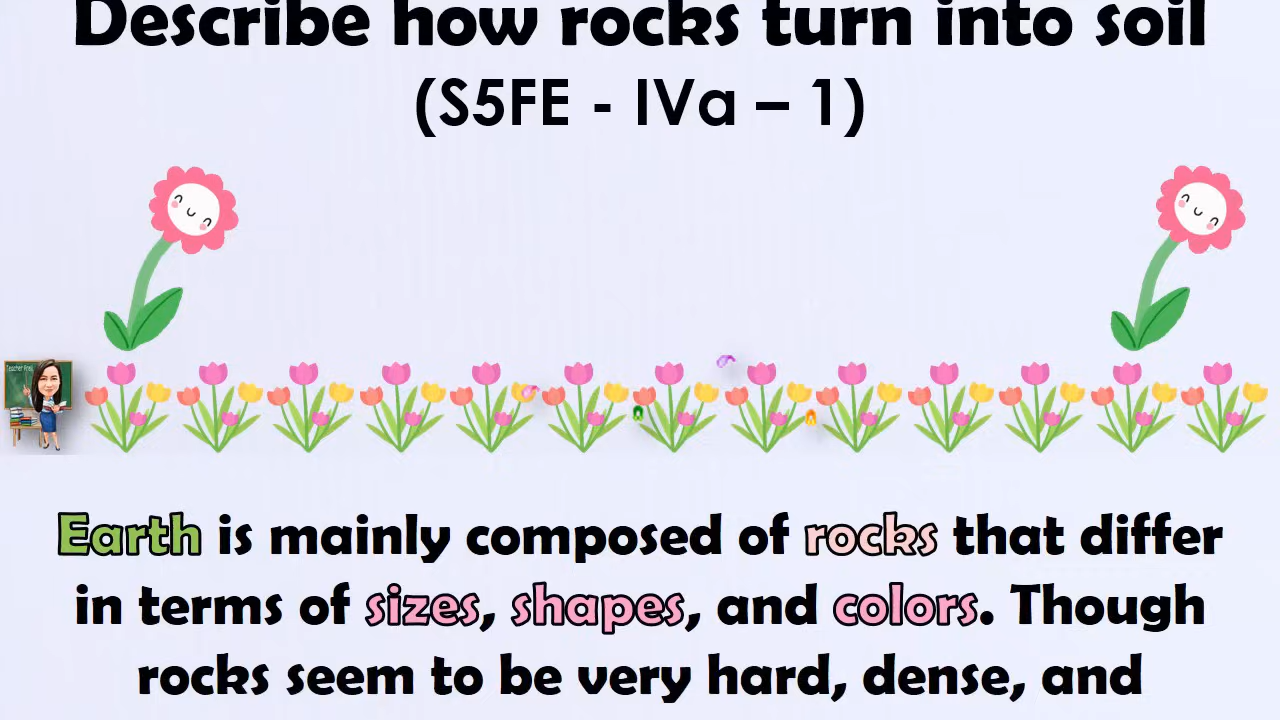 Describe how rocks turn into soil
(S5FE - IVa – 1)
Earth is mainly composed of rocks that differ
in terms of sizes, shapes, and colors. Though
rocks seem to be very hard, dense, and